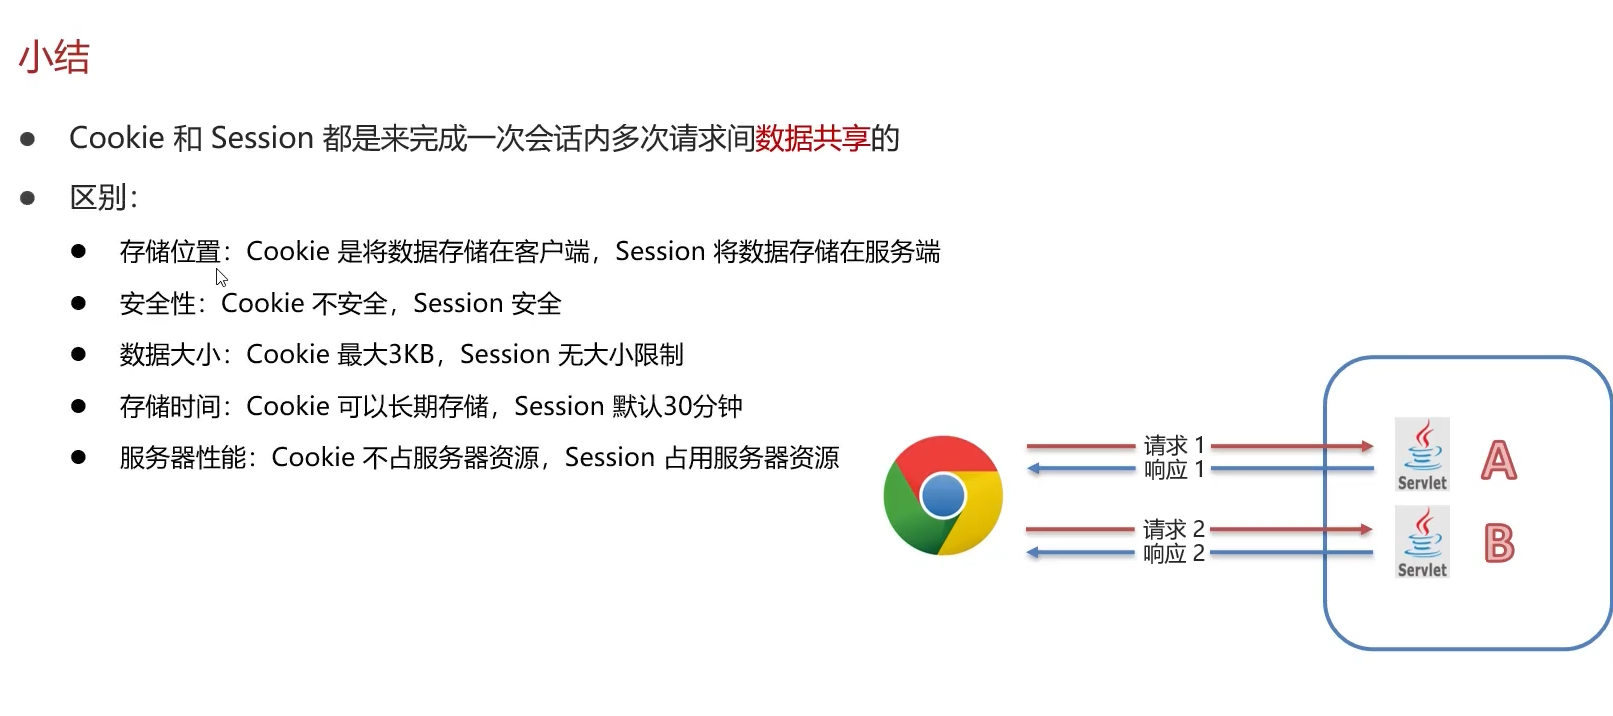 小结
Cookie 和 Session 都是来完成一次会话内多次请求间数据共享的
区别：
存储位置：Cookie 是将数据存储在客户端，Session 将数据存储在服务端
安全性：Cookie 不安全，Session 安全
数据大小：Cookie 最大3KB，Session 无大小限制
存储时间：Cookie 可以长期存储，Session 默认30分钟
服务器性能：Cookie 不占服务器资源，Session 占用服务器资源
请求 1
响应 1
Servlet
A
请求 2
响应 2
Servlet
B